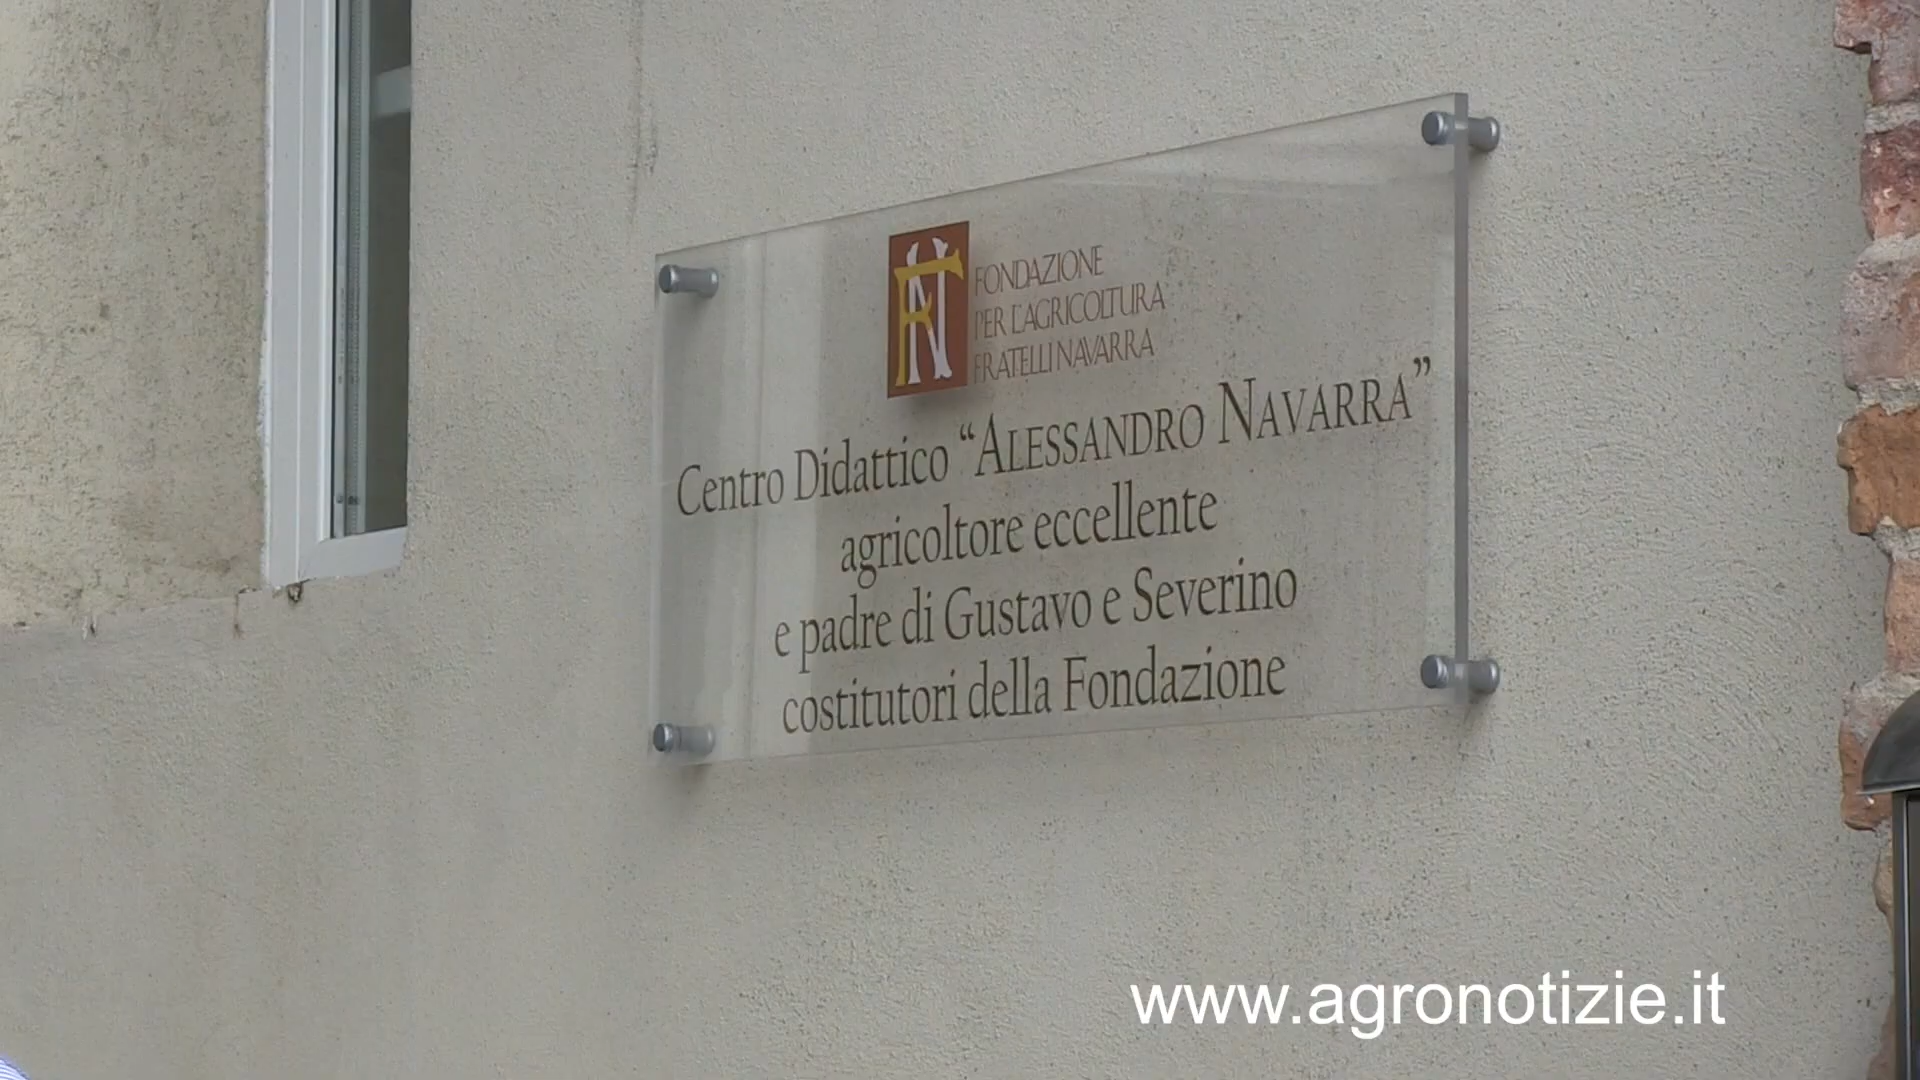 FONDAZIONE
PER L'AGRICOLTURA
FRATELLI NAVARRA
Centro Didattico “ALESSANDRO NAVARRA”
agricoltore eccellente
e padre di Gustavo e Severino
costitutori della Fondazione
www.agronotizie.it